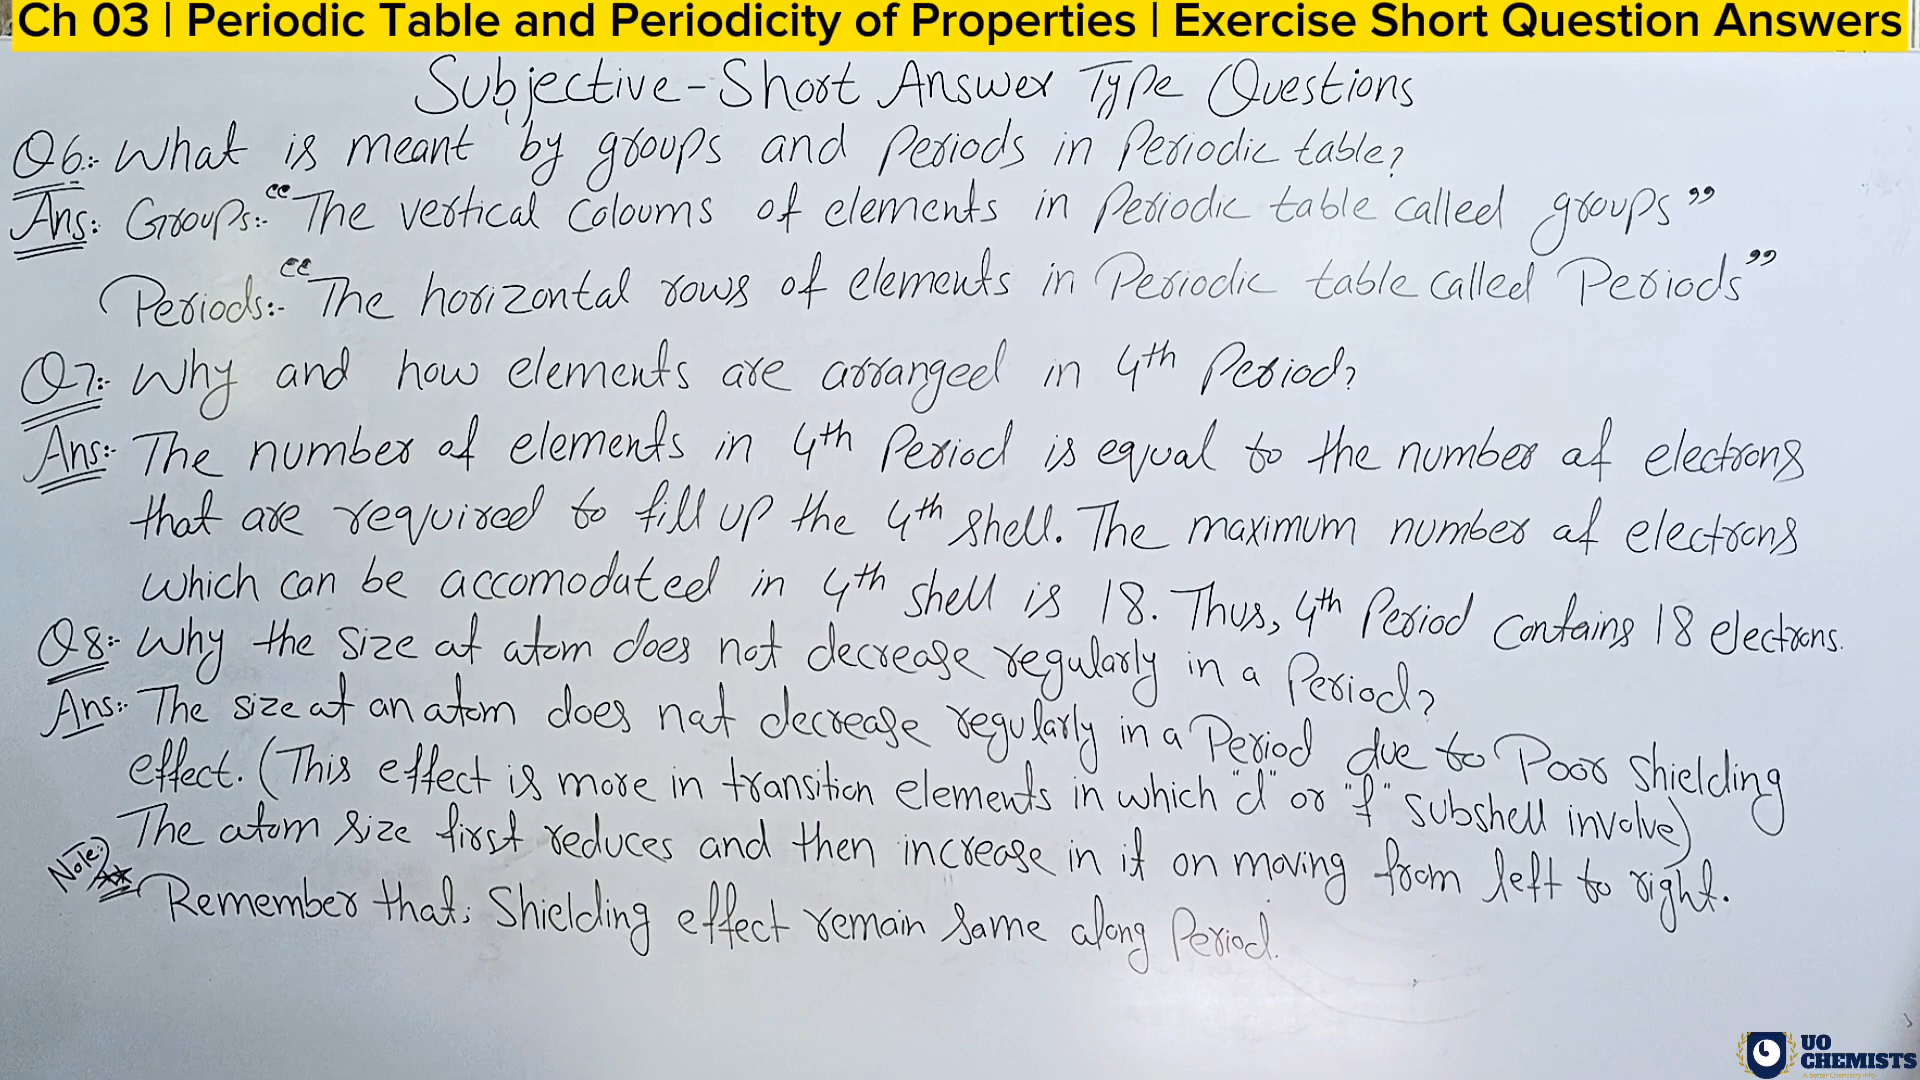 Ch 03 | Periodic Table and Periodicity of Properties | Exercise Short Question Answers
Subjective-Short Answer Type Questions
Q6:- What is meant by groups and Periods in Periodic table?
Ans: Groups:- "The vertical coloums of elements in Periodic table called groups"
Periods:- "The horizontal rows of elements in Periodic table called Periods"
Q7:- Why and how elements are arranged in 4th Period?
Ans:- The number of elements in 4th Period is equal to the number of electrons
that are required to fill up the 4th shell. The maximum number of electrons
which can be accomodated in 4th shell is 18. Thus, 4th Period contains 18 electrons.
Q8:- Why the size of atom does not decrease regularly in a Period?
Ans:- The size of an atom does not decrease regularly in a Period due to Poor Shielding
effect. (This effect is more in transition elements in which "d" or "f" subshell involve)
The atom size first reduces and then increase in it on moving from left to right.
Note:
Remember that: Shielding effect remain same along Period.
UO
CHEMISTS